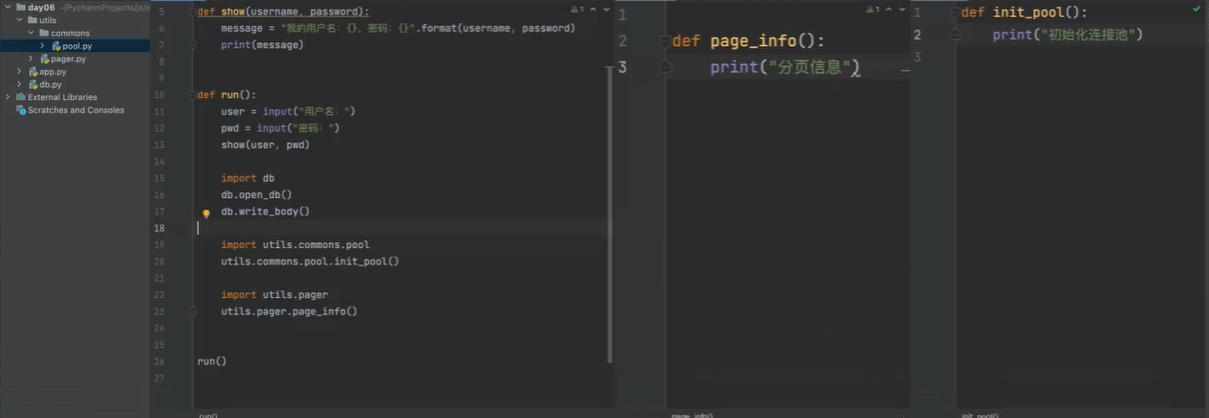 day06 ~/PycharmProjects/jx/c
utils
commons
pool.py
pager.py
app.py
db.py
External Libraries
Scratches and Consoles
5 def show(username, password):
6 message = "我的用户名：{}，密码：{}".format(username, password)
7 print(message)
8
9
10 def run():
11 user = input("用户名：")
12 pwd = input("密码：")
13 show(user, pwd)
14
15 import db
16 db.open_db()
17 db.write_body()
18
19 import utils.commons.pool
20 utils.commons.pool.init_pool()
21
22 import utils.pager
23 utils.pager.page_info()
24
25
26 run()
27
run()
1
1
2 def page_info():
3 print("分页信息")
page_info()
1 def init_pool():
2 print("初始化连接池")
3
init_pool()